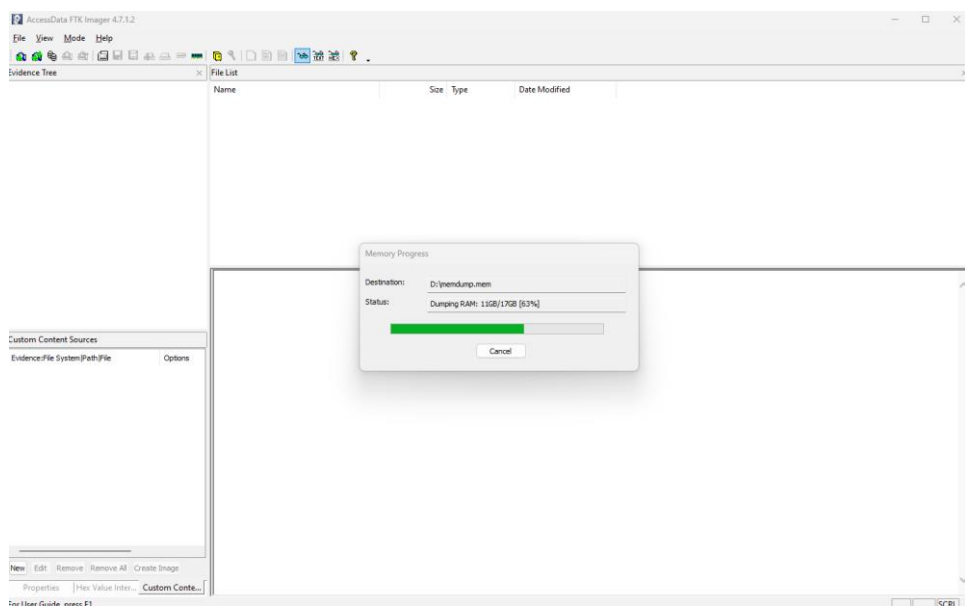 AccessData FTK Imager 4.7.1.2
File View Mode Help
Evidence Tree
File List
Name Size Type Date Modified
Memory Progress
Destination: D:\memdump.mem
Status: Dumping RAM: 11GB/17GB [63%]
Cancel
Custom Content Sources
Evidence:File System|Path|File Options
New Edit Remove Remove All Create Image
Properties Hex Value Inter... Custom Conte...
For User Guide, press F1
SCRL